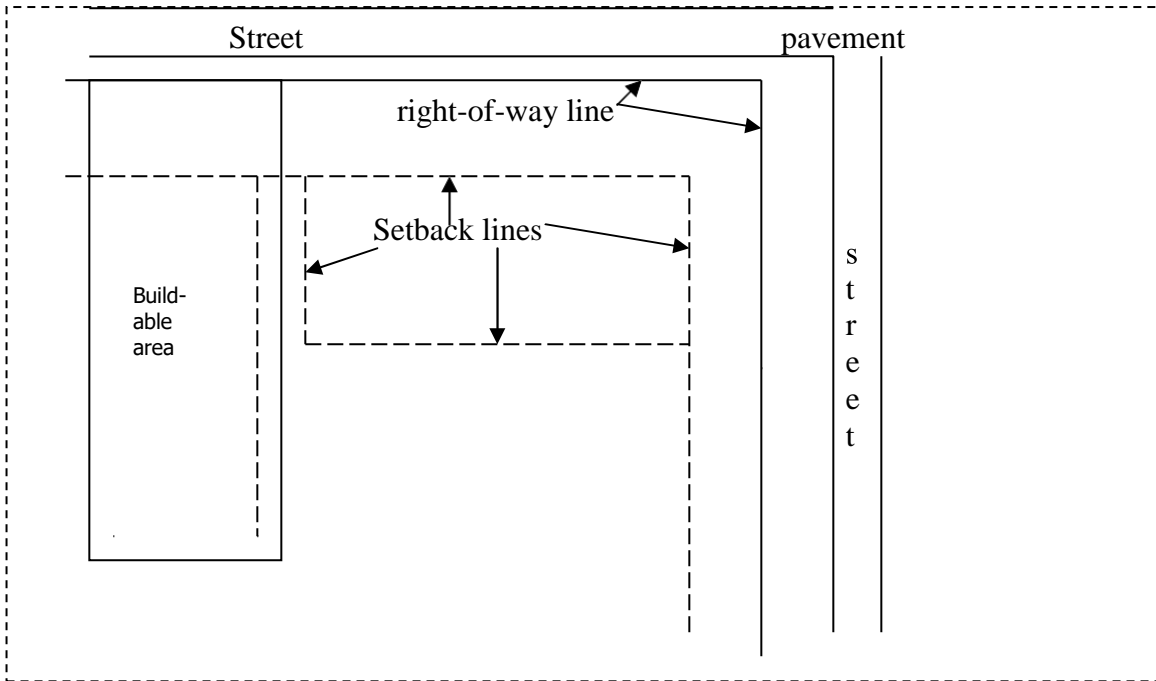 Street
pavement
right-of-way line
Setback lines
Build-
able
area
s
t
r
e
e
t